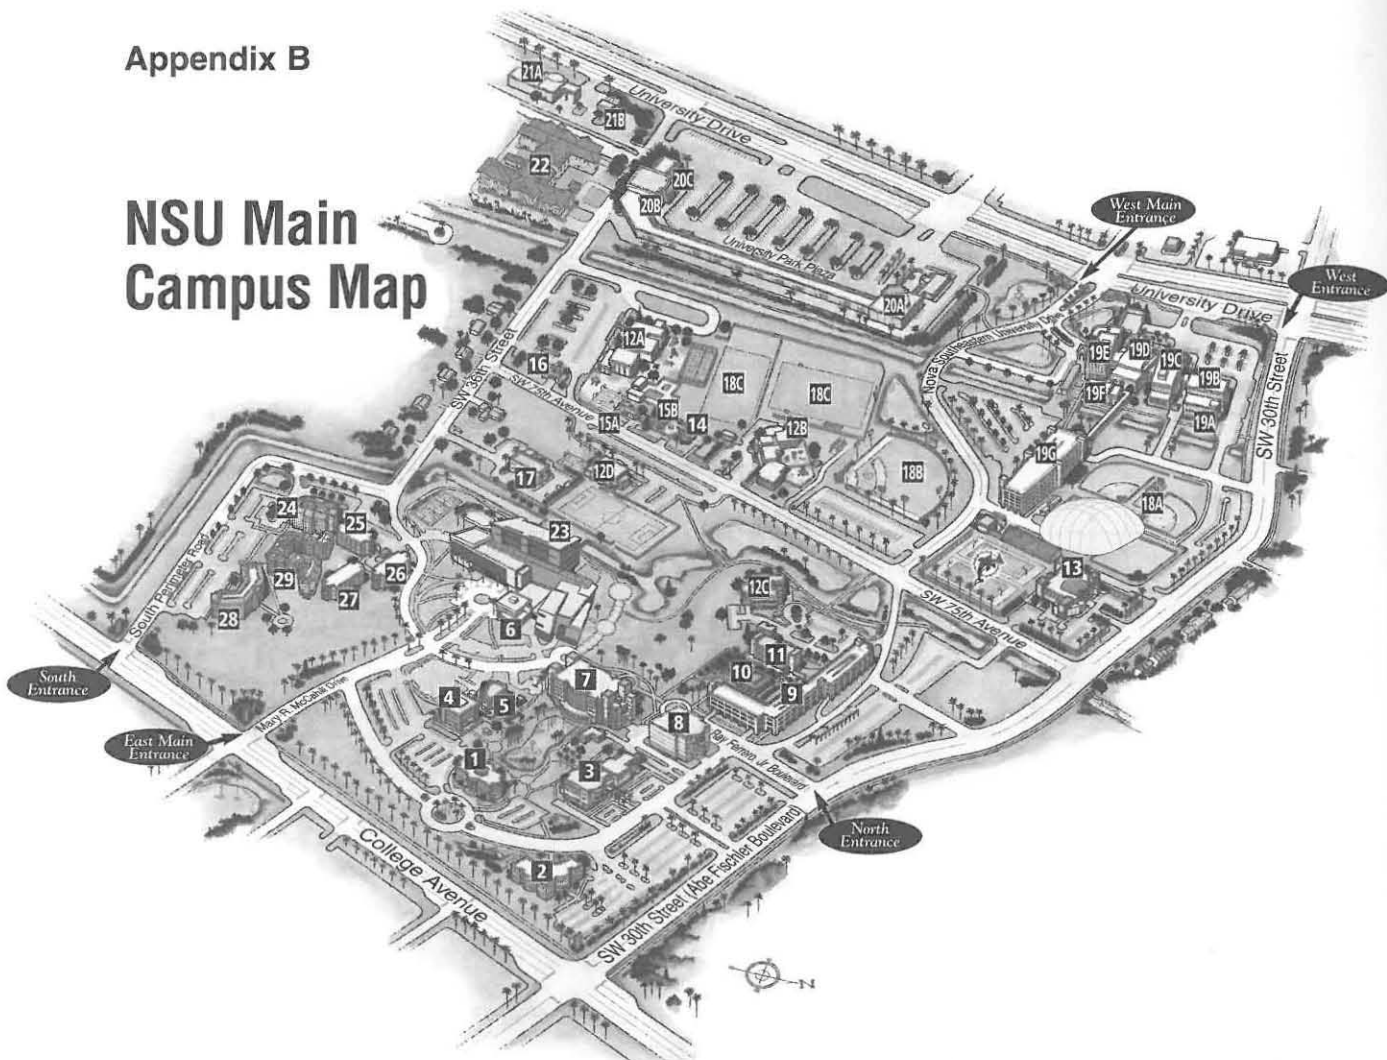 Appendix B
NSU Main
Campus Map
21A
University Drive
21B
22
20C
20B
West Main
Entrance
University Park Plaza
West
Entrance
20A
University Drive
Nova Southeastern University Drive
12A
19E
19D
19C
19B
16
SW 36th Street
SW 75th Avenue
18C
18C
19F
SW 30th Street
15A
15B
14
12B
19A
19G
17
12D
18B
18A
24
25
23
South Perimeter Road
29
26
27
28
13
12C
SW 75th Avenue
6
11
10
9
7
South
Entrance
Mary R. McCahill Drive
4
5
8
East Main
Entrance
Ray Ferrero, Jr. Boulevard
1
3
North
Entrance
College Avenue
2
SW 30th Street (Abe Fischler Boulevard)
N